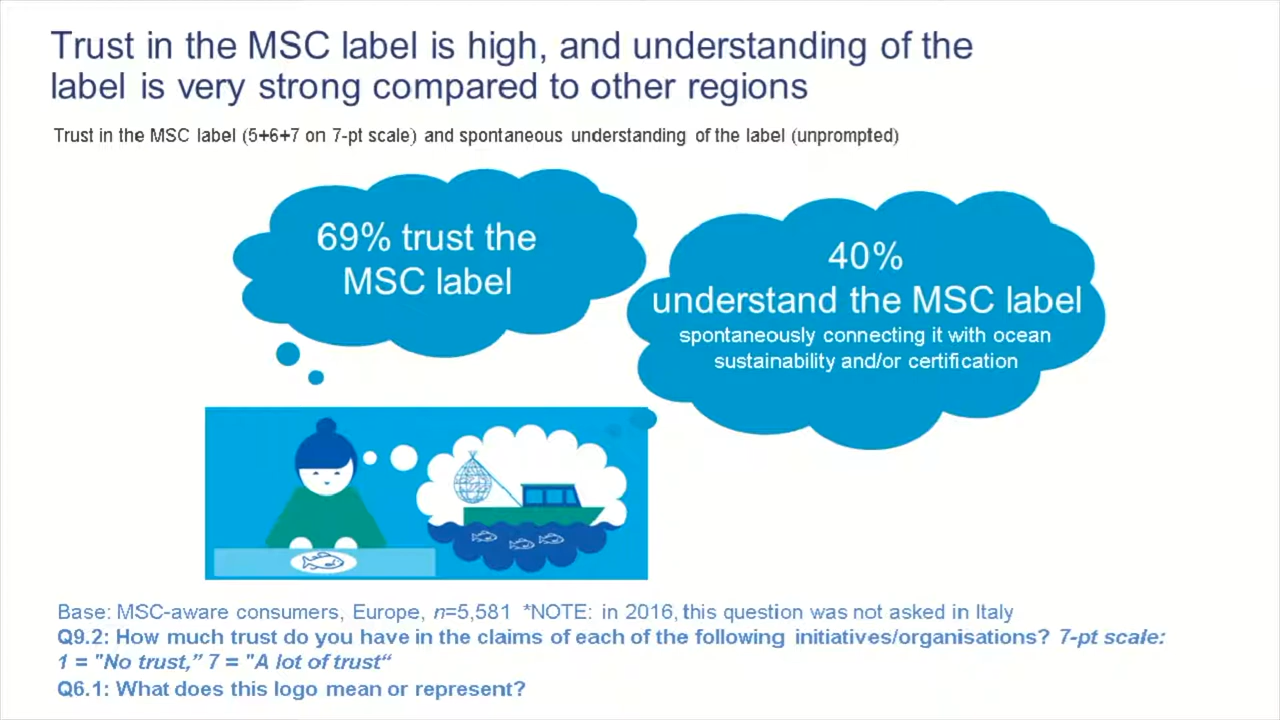 Trust in the MSC label is high, and understanding of the
label is very strong compared to other regions
Trust in the MSC label (5+6+7 on 7-pt scale) and spontaneous understanding of the label (unprompted)
69% trust the
MSC label
40%
understand the MSC label
spontaneously connecting it with ocean
sustainability and/or certification
Base: MSC-aware consumers, Europe, n=5,581 *NOTE: in 2016, this question was not asked in Italy
Q9.2: How much trust do you have in the claims of each of the following initiatives/organisations? 7-pt scale:
1 = "No trust,” 7 = "A lot of trust“
Q6.1: What does this logo mean or represent?